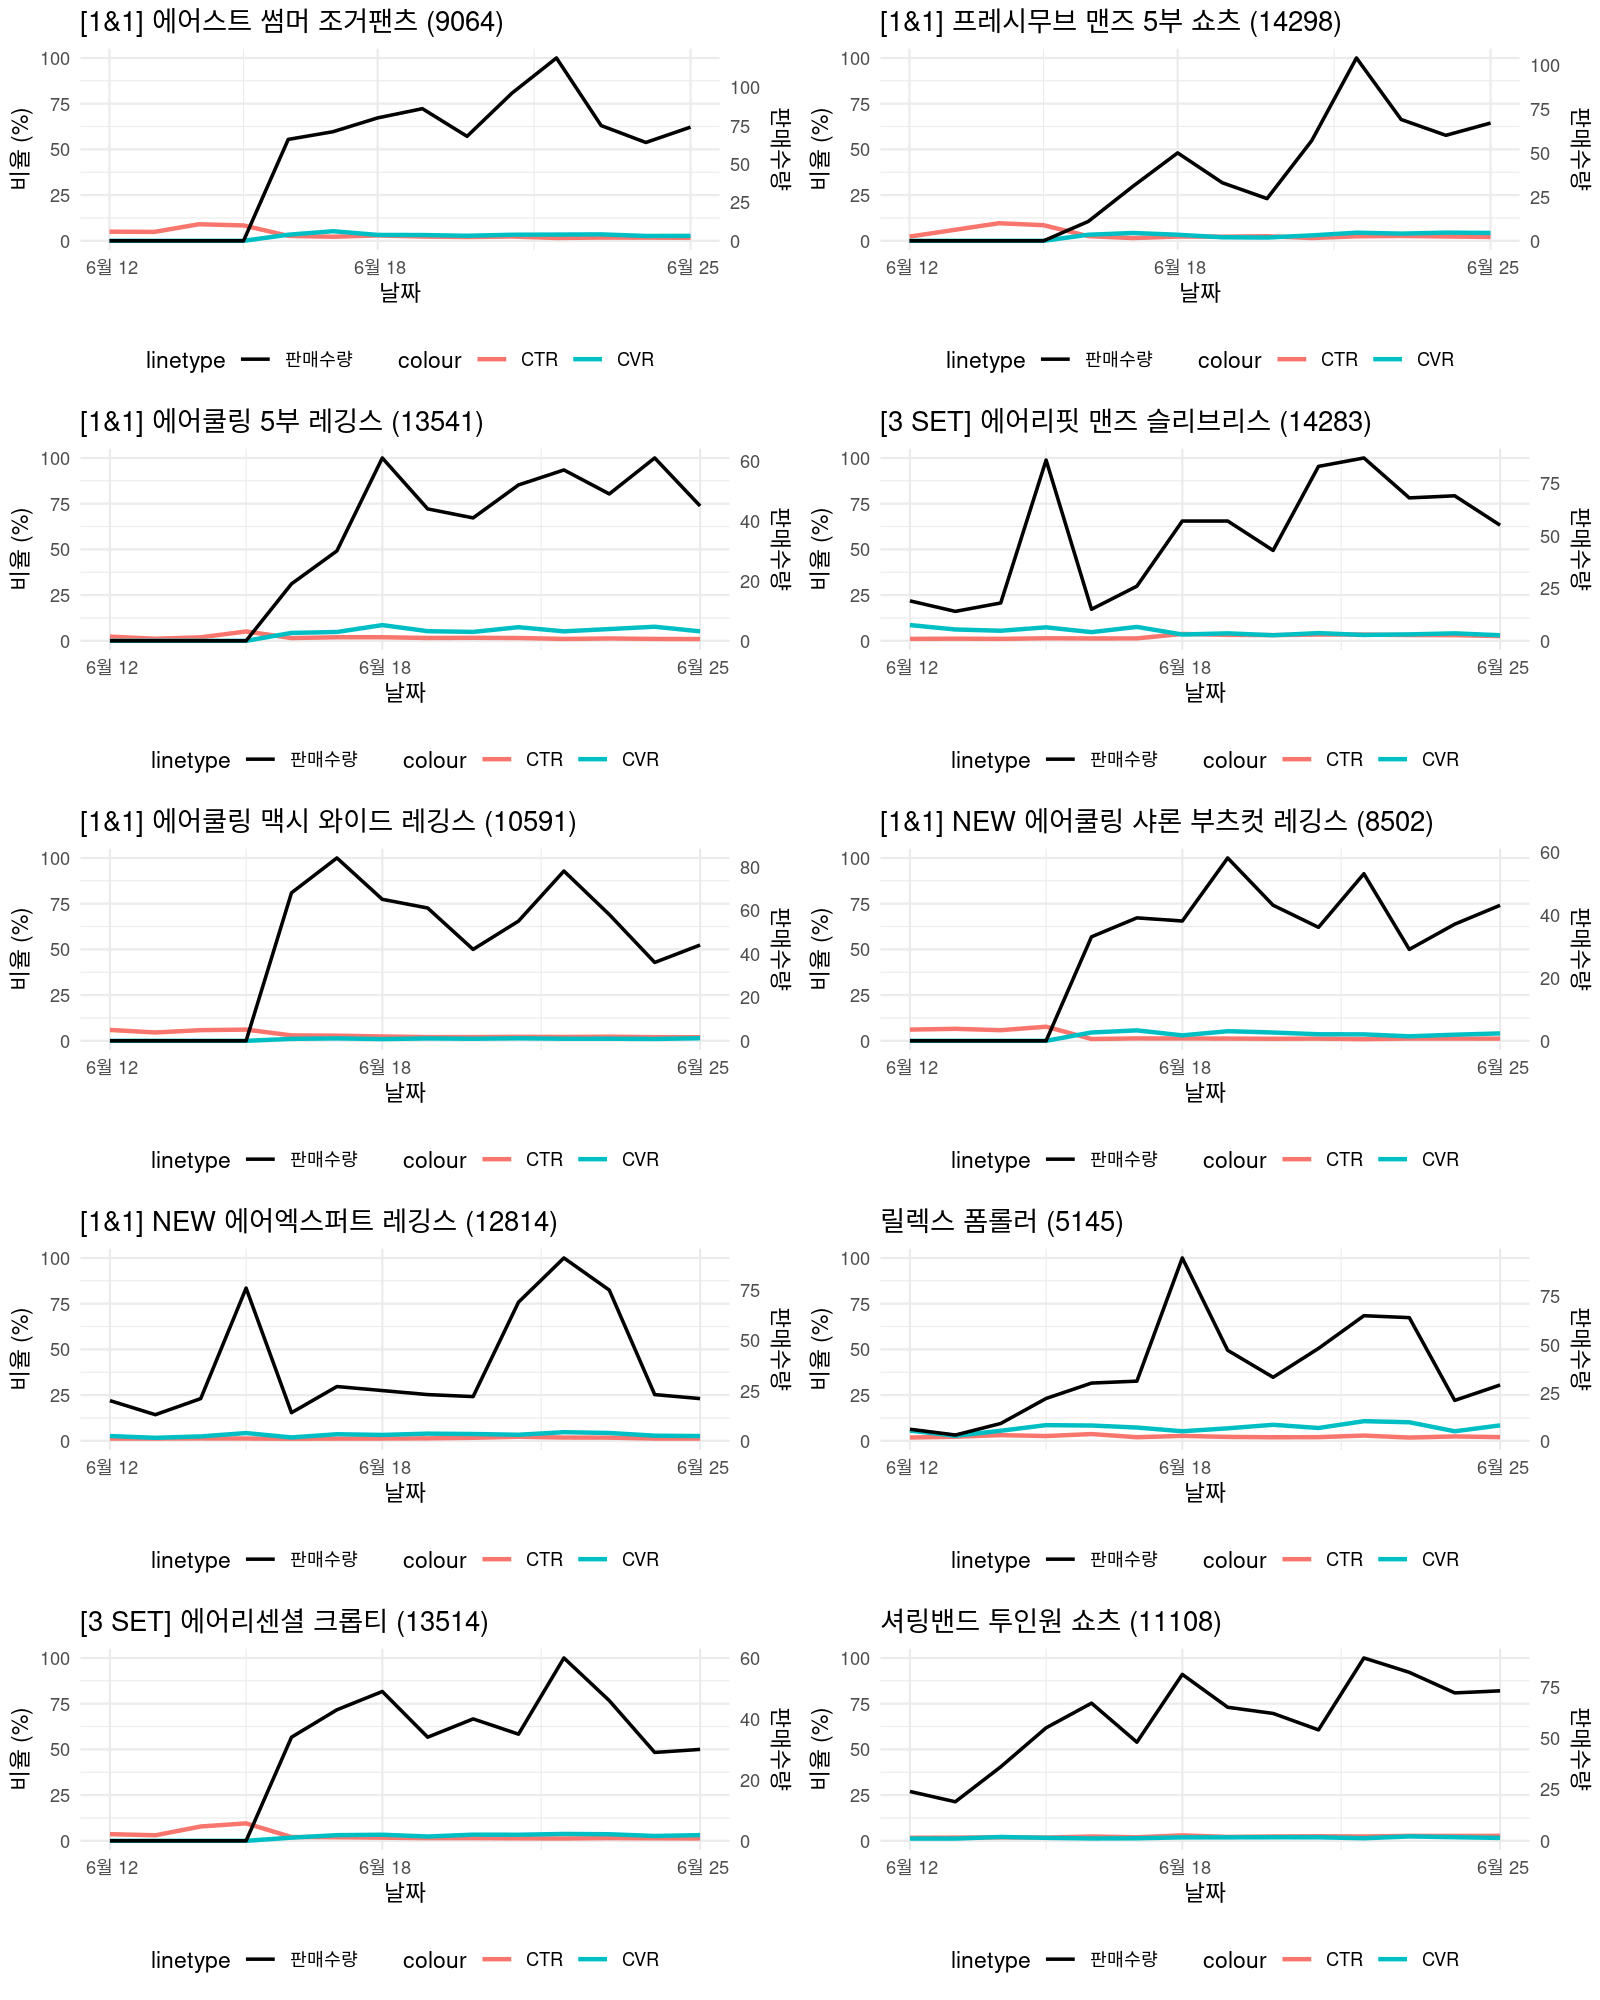 [1&1] 에어스트 썸머 조거팬츠 (9064)
100
75
50
25
0
비율 (%)
100
75
50
25
0
판매수량
6월 12
6월 18
6월 25
날짜
linetype 판매수량 colour CTR CVR
[1&1] 프레시무브 맨즈 5부 쇼츠 (14298)
100
75
50
25
0
비율 (%)
100
75
50
25
0
판매수량
6월 12
6월 18
6월 25
날짜
linetype 판매수량 colour CTR CVR
[1&1] 에어쿨링 5부 레깅스 (13541)
100
75
50
25
0
비율 (%)
60
40
20
0
판매수량
6월 12
6월 18
6월 25
날짜
linetype 판매수량 colour CTR CVR
[3 SET] 에어리핏 맨즈 슬리브리스 (14283)
100
75
50
25
0
비율 (%)
75
50
25
0
판매수량
6월 12
6월 18
6월 25
날짜
linetype 판매수량 colour CTR CVR
[1&1] 에어쿨링 맥시 와이드 레깅스 (10591)
100
75
50
25
0
비율 (%)
80
60
40
20
0
판매수량
6월 12
6월 18
6월 25
날짜
linetype 판매수량 colour CTR CVR
[1&1] NEW 에어쿨링 샤론 부츠컷 레깅스 (8502)
100
75
50
25
0
비율 (%)
60
40
20
0
판매수량
6월 12
6월 18
6월 25
날짜
linetype 판매수량 colour CTR CVR
[1&1] NEW 에어엑스퍼트 레깅스 (12814)
100
75
50
25
0
비율 (%)
75
50
25
0
판매수량
6월 12
6월 18
6월 25
날짜
linetype 판매수량 colour CTR CVR
릴렉스 폼롤러 (5145)
100
75
50
25
0
비율 (%)
75
50
25
0
판매수량
6월 12
6월 18
6월 25
날짜
linetype 판매수량 colour CTR CVR
[3 SET] 에어리센셜 크롭티 (13514)
100
75
50
25
0
비율 (%)
60
40
20
0
판매수량
6월 12
6월 18
6월 25
날짜
linetype 판매수량 colour CTR CVR
셔링밴드 투인원 쇼츠 (11108)
100
75
50
25
0
비율 (%)
75
50
25
0
판매수량
6월 12
6월 18
6월 25
날짜
linetype 판매수량 colour CTR CVR